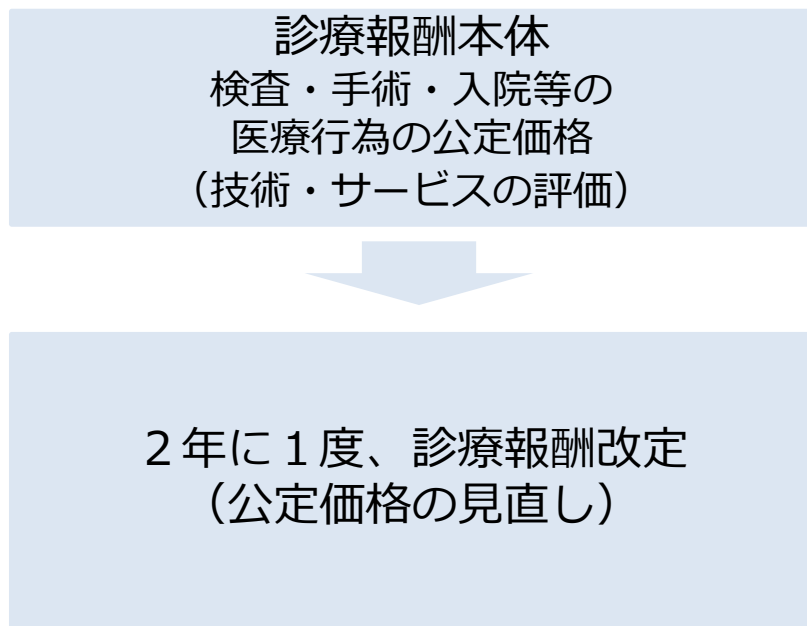 診療報酬本体
検査・手術・入院等の
医療行為の公定価格
（技術・サービスの評価）
２年に１度、診療報酬改定
（公定価格の見直し）